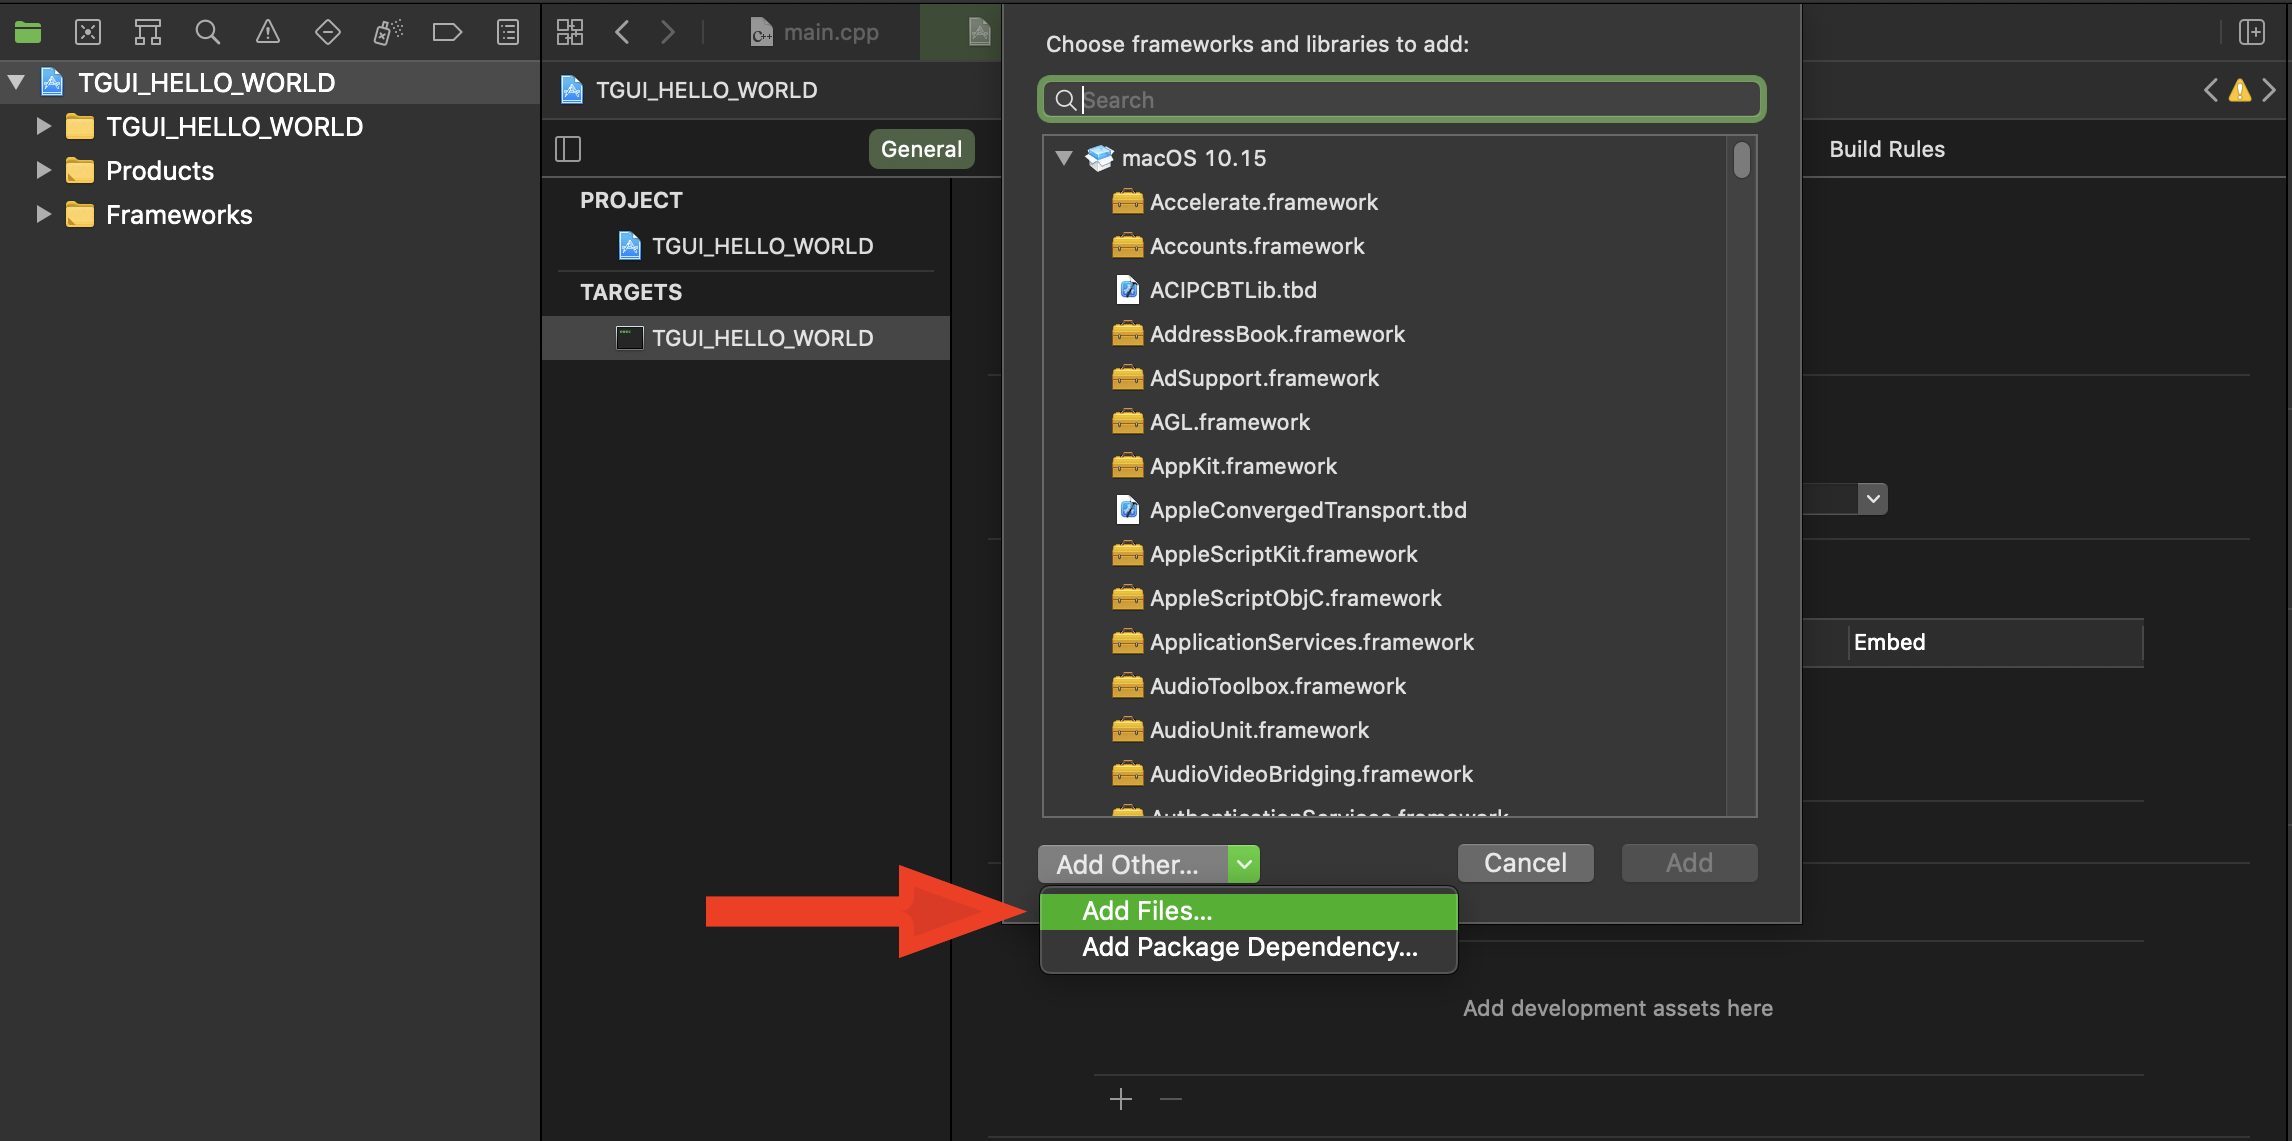 main.cpp
TGUI_HELLO_WORLD
TGUI_HELLO_WORLD
Products
Frameworks
TGUI_HELLO_WORLD
General
Build Rules
PROJECT
TGUI_HELLO_WORLD
TARGETS
TGUI_HELLO_WORLD
Choose frameworks and libraries to add:
Search
macOS 10.15
Accelerate.framework
Accounts.framework
ACIPCBTLib.tbd
AddressBook.framework
AdSupport.framework
AGL.framework
AppKit.framework
AppleConvergedTransport.tbd
AppleScriptKit.framework
AppleScriptObjC.framework
ApplicationServices.framework
AudioToolbox.framework
AudioUnit.framework
AudioVideoBridging.framework
AuthenticationServices.framework
Embed
Add Other...
Cancel
Add
Add Files...
Add Package Dependency...
Add development assets here